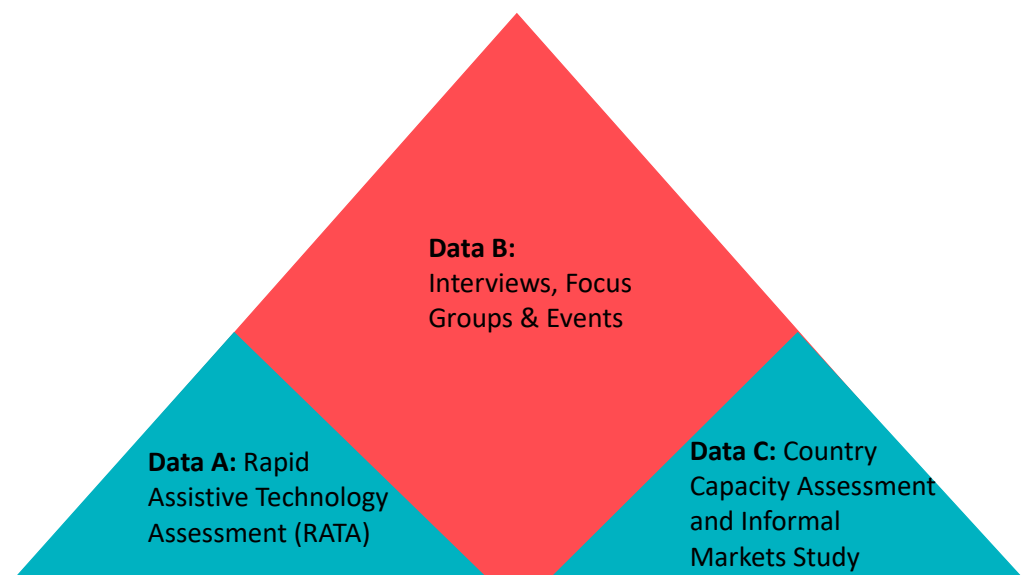 Data B:
Interviews, Focus
Groups & Events
Data A: Rapid
Assistive Technology
Assessment (RATA)
Data C: Country
Capacity Assessment
and Informal
Markets Study